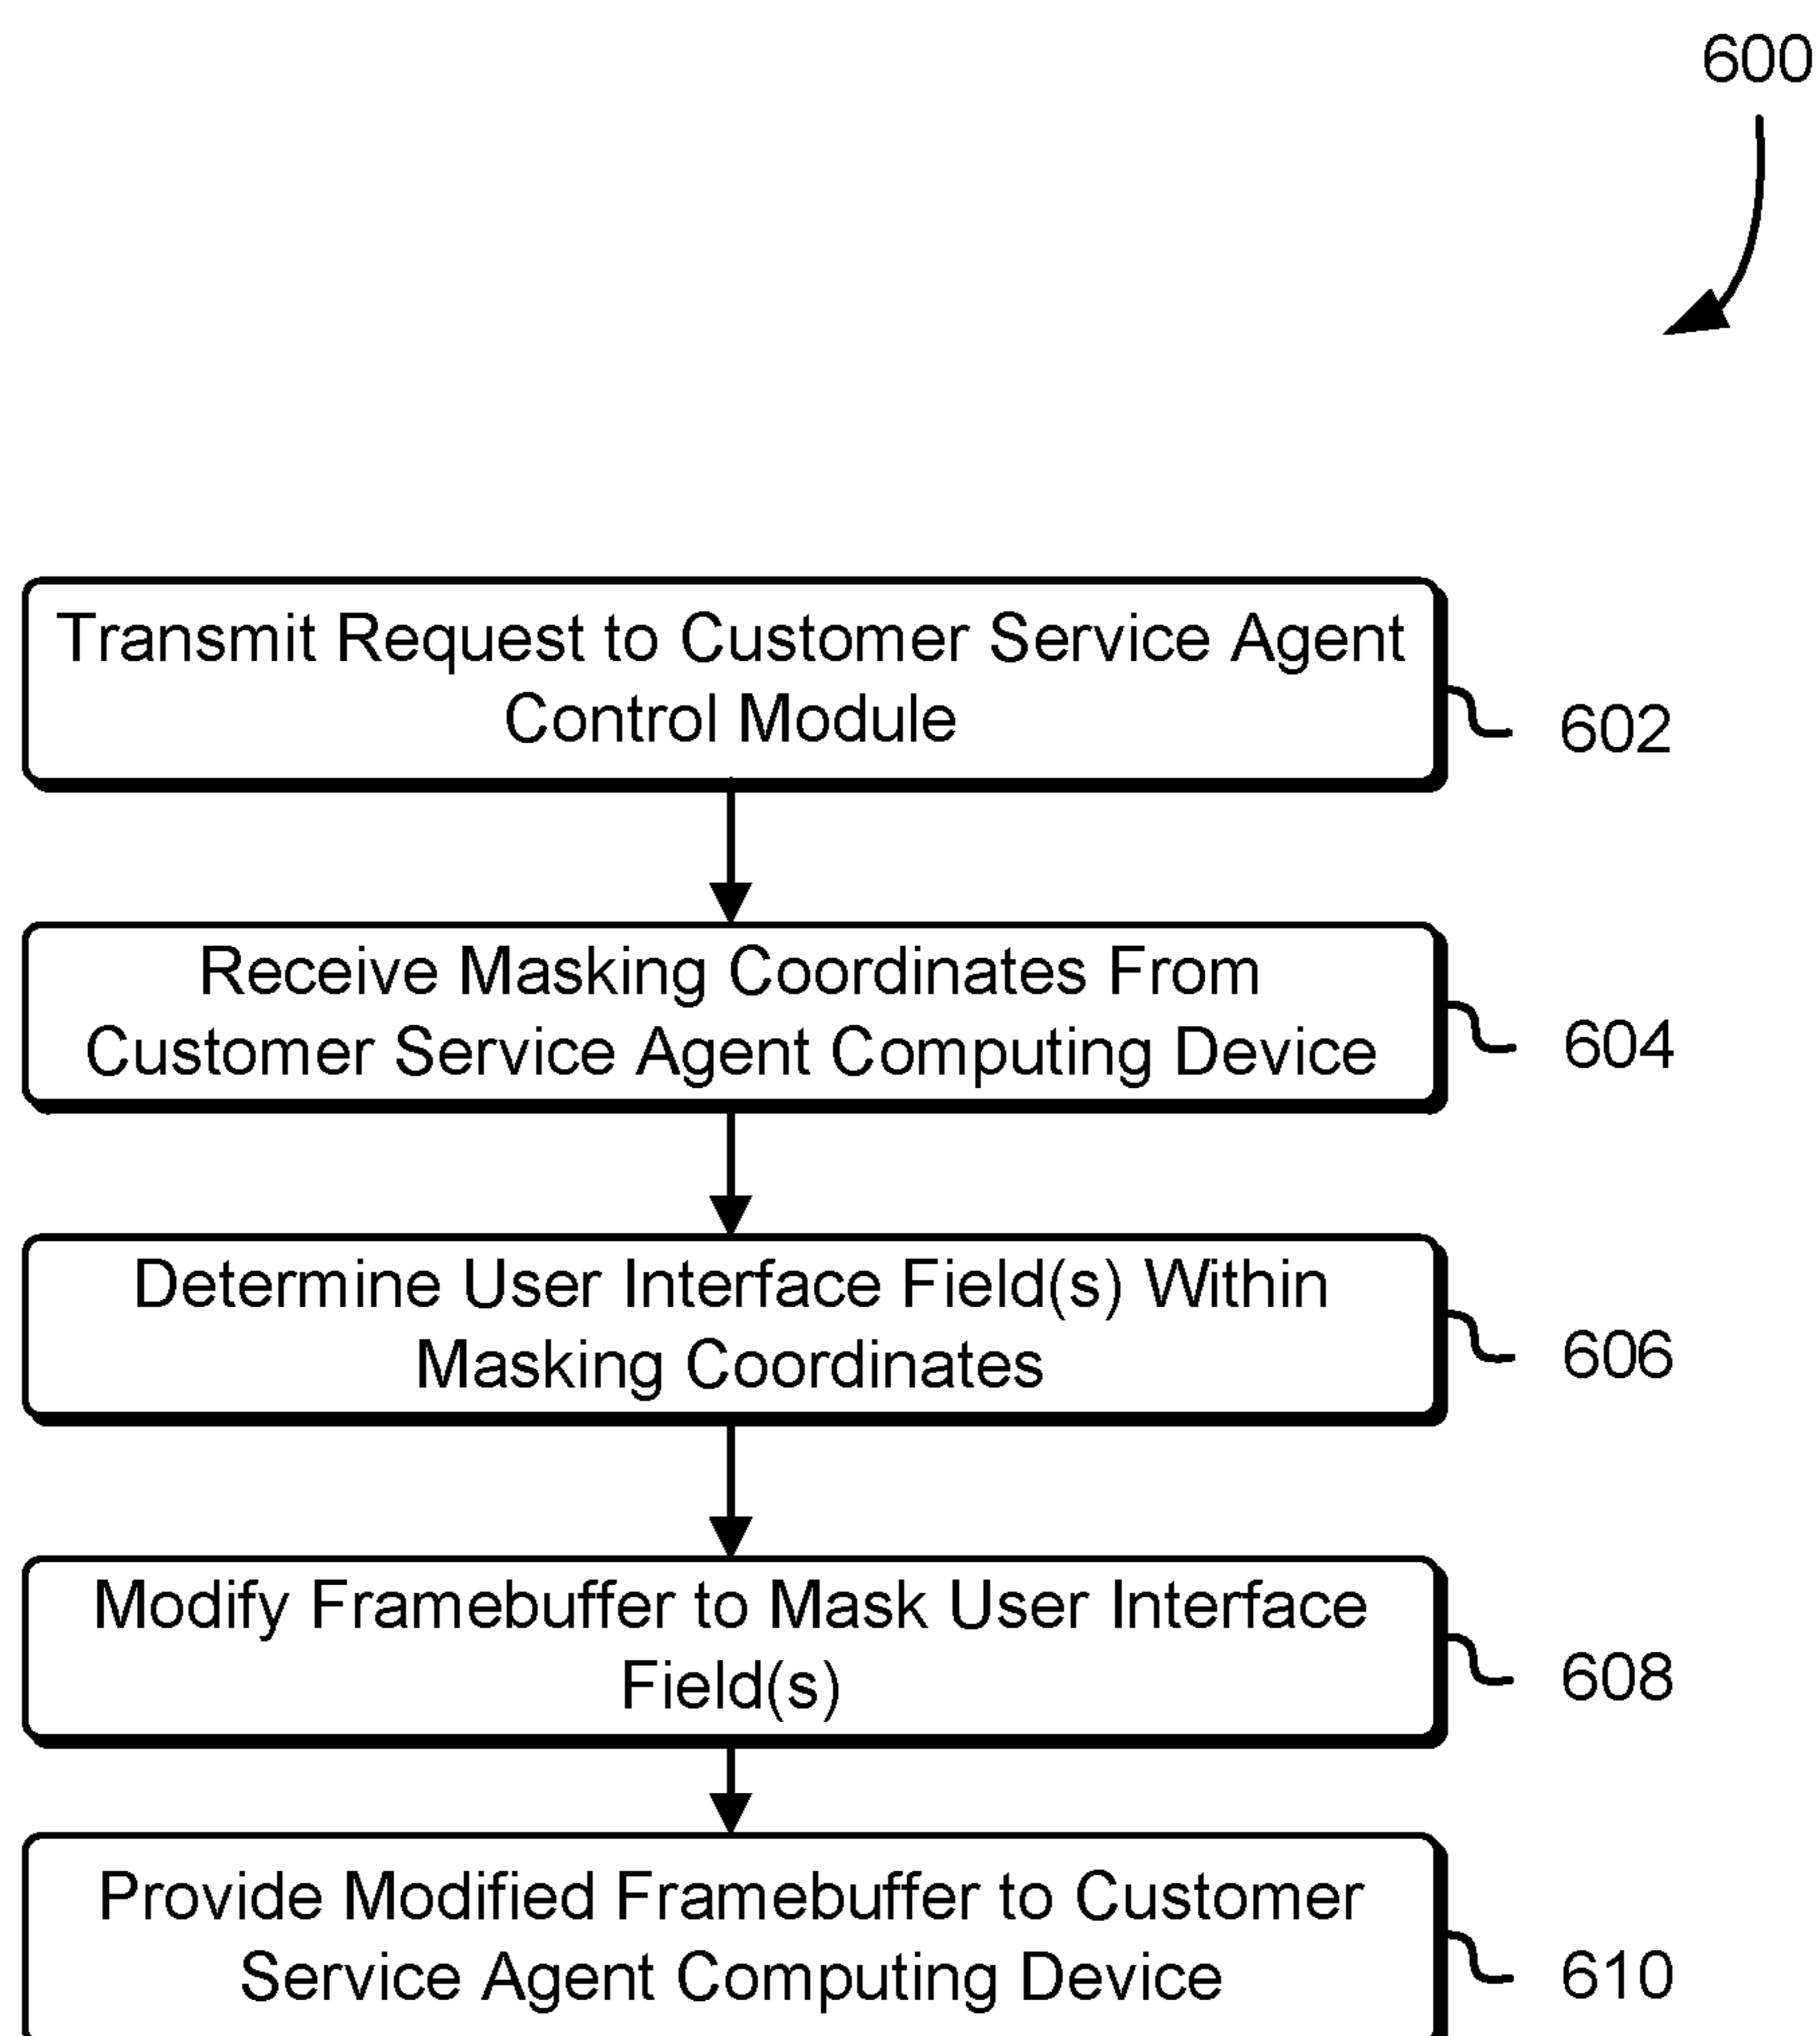 600
Transmit Request to Customer Service Agent
Control Module
602
Receive Masking Coordinates From
Customer Service Agent Computing Device
604
Determine User Interface Field(s) Within
Masking Coordinates
606
Modify Framebuffer to Mask User Interface
Field(s)
608
Provide Modified Framebuffer to Customer
Service Agent Computing Device
610